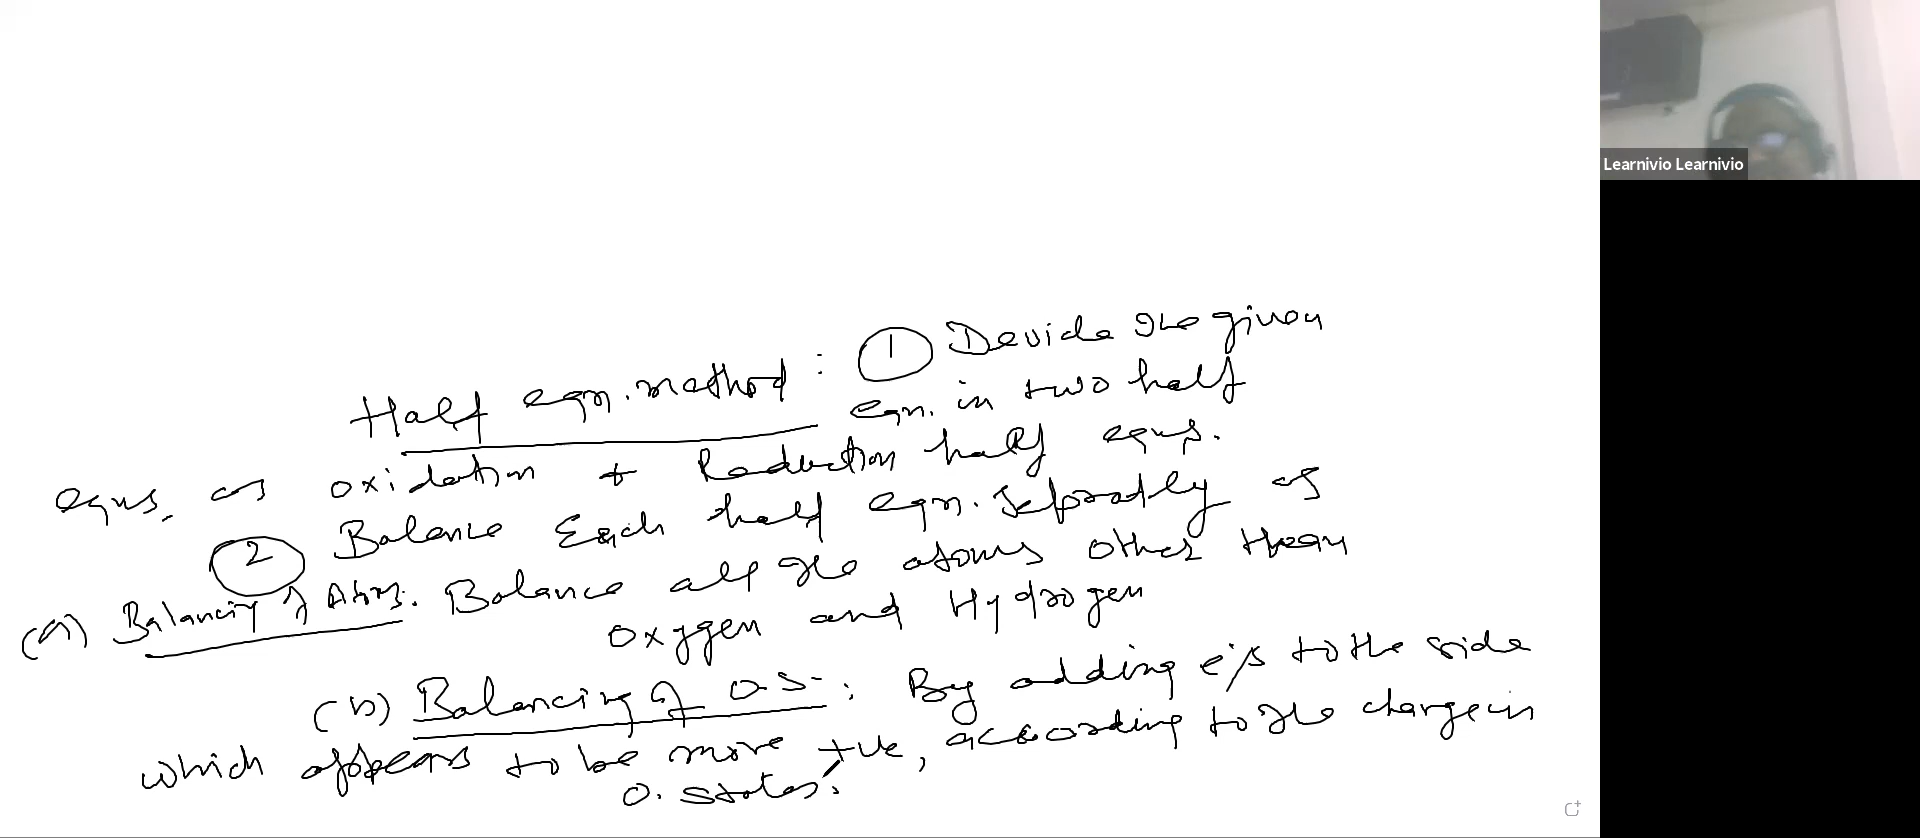 Half eqn. method : 1 Devide the given
eqn. in two half
eqns. as oxidation + Reduction half eqns.
2 Balance Each half eqn. Seprately as
(a) Balancing of Atoms. Balance all the atoms other than
oxygen and Hydrogen
(b) Balancing of O.S. : By adding e's to the side
which appears to be more +ve, according to the change in
O. states.
Learnivio Learnivio